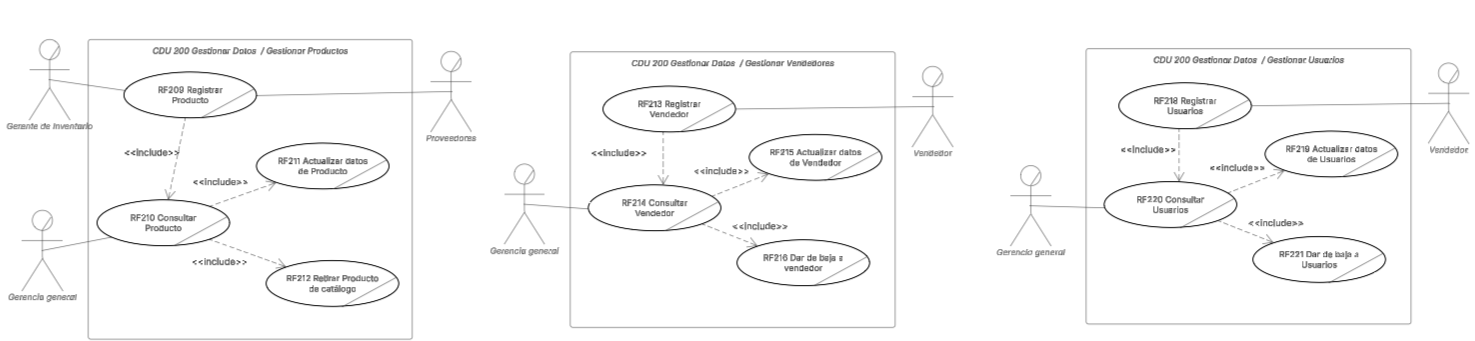 CDU 200 Gestionar Datos / Gestionar Productos
RF209 Registrar
Producto
Gerente de Inventario
Proveedores
<<include>>
RF211 Actualizar datos
de Producto
<<include>>
RF210 Consultar
Producto
<<include>>
RF212 Retirar Producto
de catálogo
Gerencia general
CDU 200 Gestionar Datos / Gestionar Vendedores
RF213 Registrar
Vendedor
Vendedor
<<include>>
RF215 Actualizar datos
de Vendedor
<<include>>
RF214 Consultar
Vendedor
Gerencia general
<<include>>
RF216 Dar de baja a
vendedor
CDU 200 Gestionar Datos / Gestionar Usuarios
RF218 Registrar
Usuarios
Vendedor
<<include>>
RF219 Actualizar datos
de Usuarios
<<include>>
RF220 Consultar
Usuarios
Gerencia general
<<include>>
RF221 Dar de baja a
Usuarios